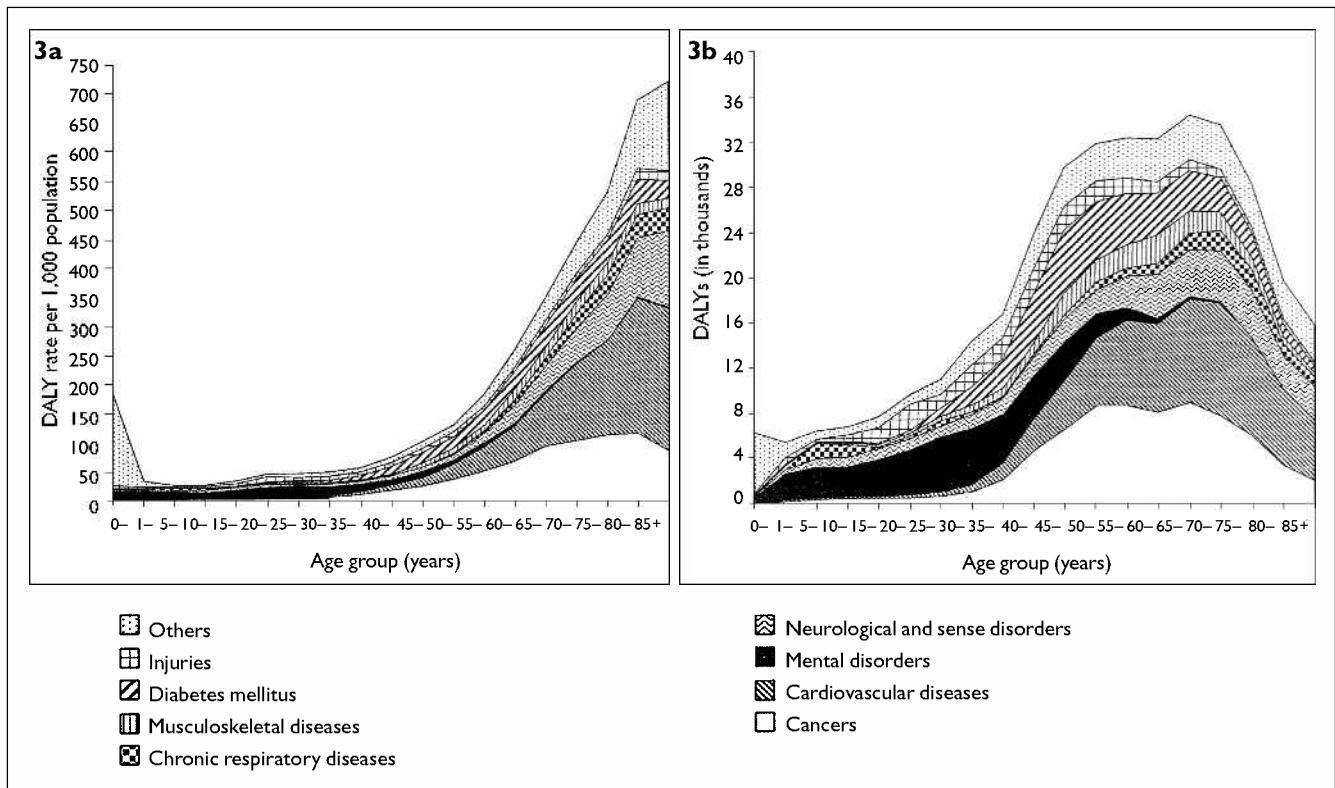 3a
DALY rate per 1,000 population
750
700
650
600
550
500
450
400
350
300
250
200
150
100
50
0
0– 1– 5–10–15–20–25–30–35–40–45–50–55–60–65–70–75–80–85+
Age group (years)
3b
DALYs (in thousands)
40
36
32
28
24
20
16
12
8
4
0
0– 1– 5–10–15–20–25–30–35–40–45–50–55–60–65–70–75–80–85+
Age group (years)
Others
Injuries
Diabetes mellitus
Musculoskeletal diseases
Chronic respiratory diseases
Neurological and sense disorders
Mental disorders
Cardiovascular diseases
Cancers